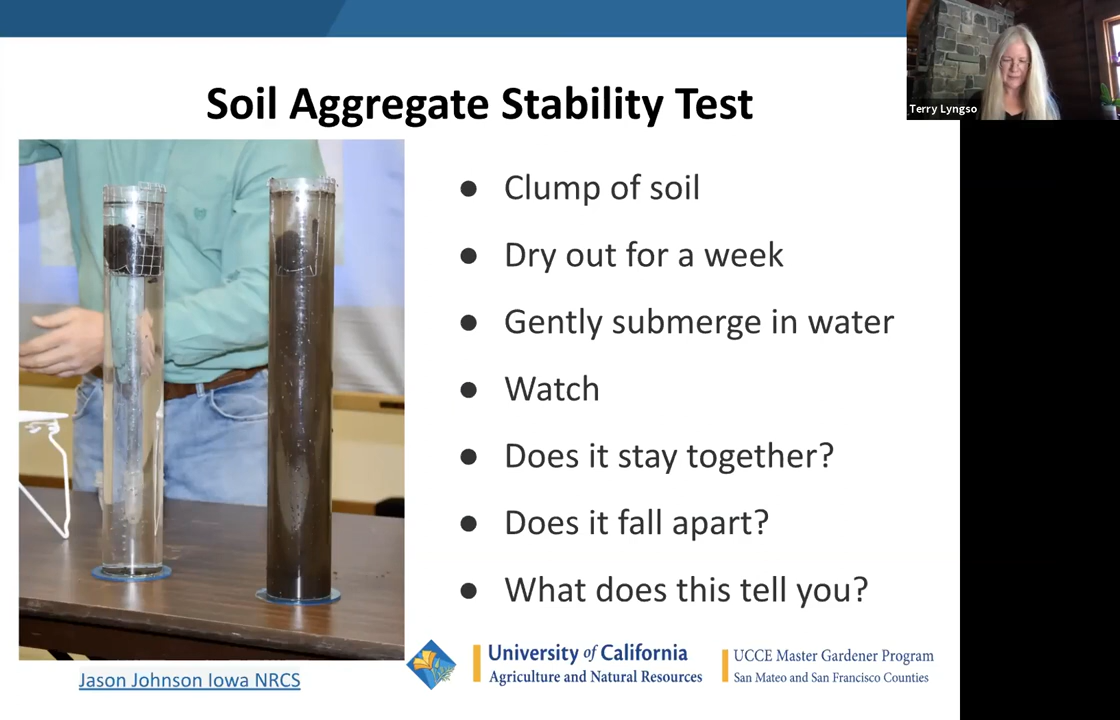 Soil Aggregate Stability Test
Terry Lyngso
● Clump of soil
● Dry out for a week
● Gently submerge in water
● Watch
● Does it stay together?
● Does it fall apart?
● What does this tell you?
Jason Johnson Iowa NRCS
University of California
Agriculture and Natural Resources
UCCE Master Gardener Program
San Mateo and San Francisco Counties